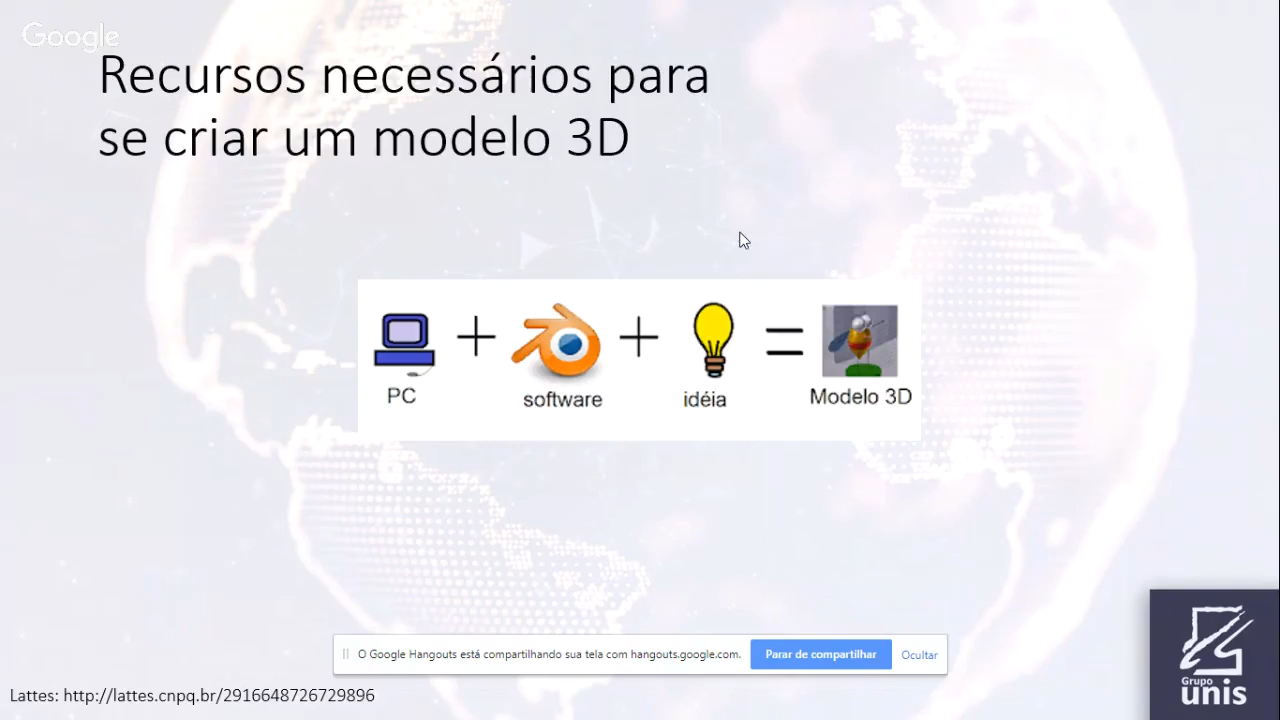 Google
Recursos necessários para
se criar um modelo 3D
PC
software
idéia
Modelo 3D
O Google Hangouts está compartilhando sua tela com hangouts.google.com.
Parar de compartilhar
Ocultar
Lattes: http://lattes.cnpq.br/2916648726729896
Grupo
unis